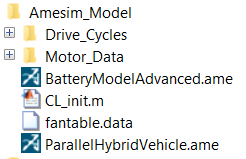 Amesim_Model
Drive_Cycles
Motor_Data
BatteryModelAdvanced.ame
CL_init.m
fantable.data
ParallelHybridVehicle.ame